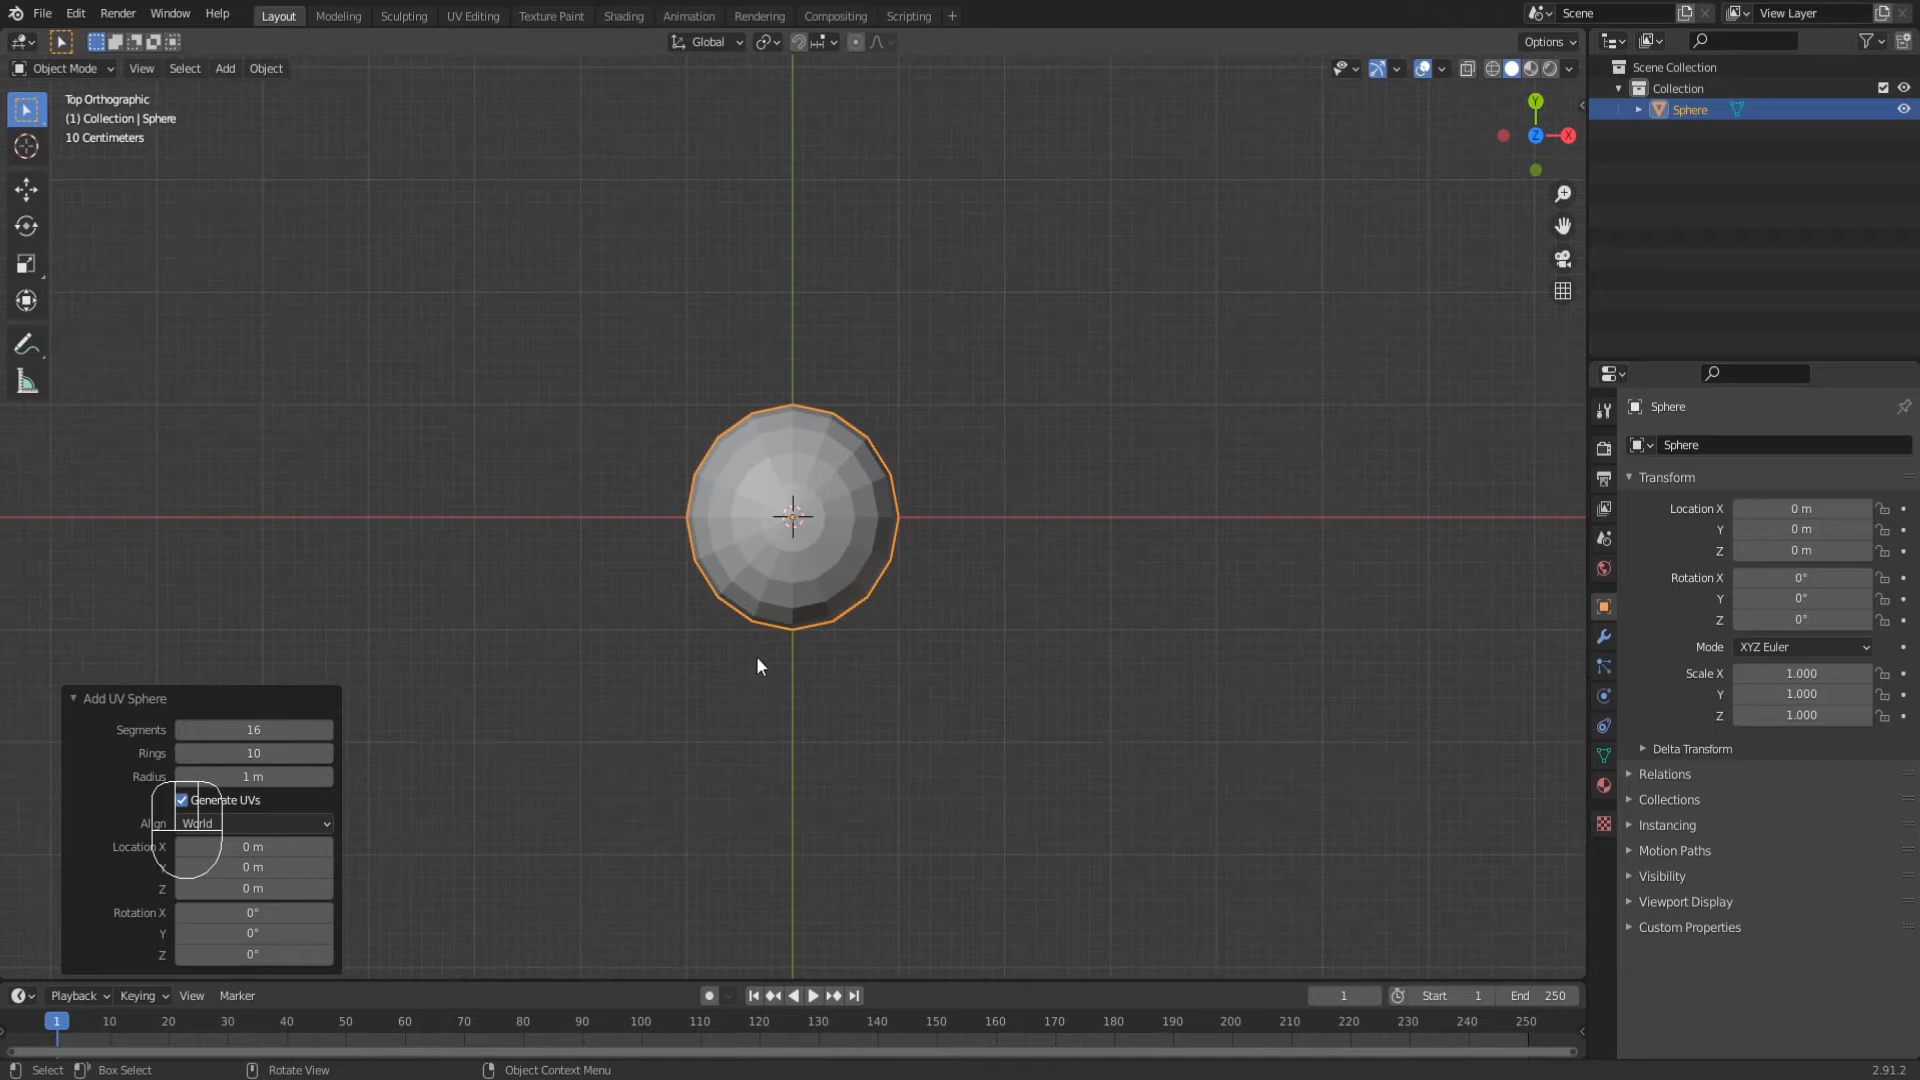 File Edit Render Window Help Layout Modeling Sculpting UV Editing Texture Paint Shading Animation Rendering Compositing Scripting + Scene View Layer
Global Options
Object Mode View Select Add Object
Top Orthographic
(1) Collection | Sphere
10 Centimeters
Y
Z X
Scene Collection
Collection
Sphere
Sphere
Sphere
Transform
Location X 0 m
Y 0 m
Z 0 m
Rotation X 0°
Y 0°
Z 0°
Mode XYZ Euler
Scale X 1.000
Y 1.000
Z 1.000
Delta Transform
Relations
Collections
Instancing
Motion Paths
Visibility
Viewport Display
Custom Properties
Add UV Sphere
Segments 16
Rings 10
Radius 1 m
Generate UVs
Align World
Location X 0 m
Y 0 m
Z 0 m
Rotation X 0°
Y 0°
Z 0°
Playback Keying View Marker 1 Start 1 End 250
1 10 20 30 40 50 60 70 80 90 100 110 120 130 140 150 160 170 180 190 200 210 220 230 240 250
Select Box Select Rotate View Object Context Menu 2.91.2